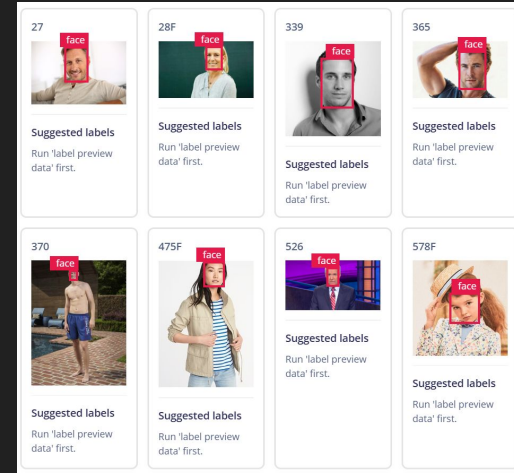 27
face
Suggested labels
Run 'label preview
data' first.
28F
face
Suggested labels
Run 'label preview
data' first.
339
face
Suggested labels
Run 'label preview
data' first.
365
face
Suggested labels
Run 'label preview
data' first.
370
face
Suggested labels
Run 'label preview
data' first.
475F
face
Suggested labels
Run 'label preview
data' first.
526
face
Suggested labels
Run 'label preview
data' first.
578F
face
Suggested labels
Run 'label preview
data' first.